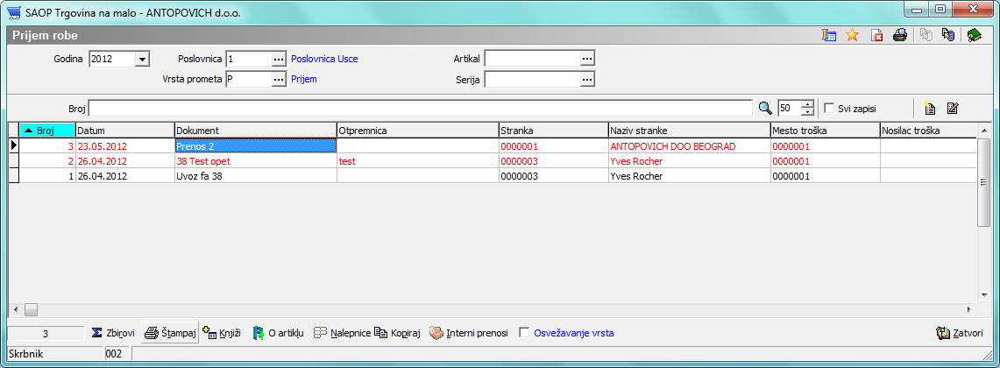 SAOP Trgovina na malo - ANTOPOVICH d.o.o.
Prijem robe
Godina 2012 Poslovnica 1 ... Poslovnica Usce Artikal ...
Vrsta prometa P ... Prijem Serija ...
Broj 50 Svi zapisi
Broj Datum Dokument Otpremnica Stranka Naziv stranke Mesto troška Nosilac troška
3 23.05.2012 Prenos 2 0000001 ANTOPOVICH DOO BEOGRAD 0000001
2 26.04.2012 38 Test opet test 0000003 Yves Rocher 0000001
1 26.04.2012 Uvoz fa 38 0000003 Yves Rocher 0000001
3 Zbirovi Štampaj Knjiži O artiklu Nalepnice Kopiraj Interni prenosi Osvežavanje vrsta Zatvori
Skrbnik 002